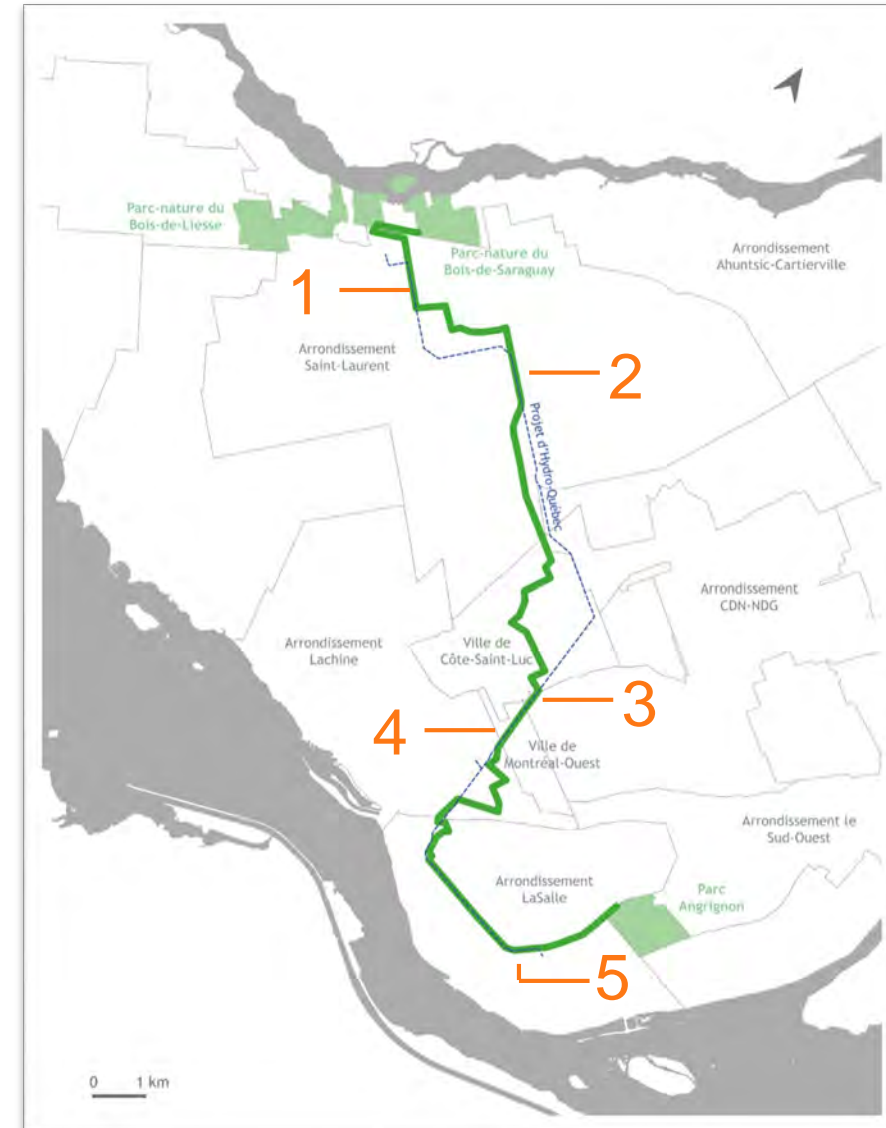 Parc-nature du
Bois-de-Liesse
Parc-nature du
Bois-de-Saraguay
Arrondissement
Ahuntsic-Cartierville
1
Arrondissement
Saint-Laurent
2
Projet d'Hydro-Québec
Arrondissement
CDN-NDG
Arrondissement
Lachine
Ville de
Côte-Saint-Luc
3
4
Ville de
Montréal-Ouest
Arrondissement le
Sud-Ouest
Arrondissement
LaSalle
Parc
Angrignon
5
0 1 km